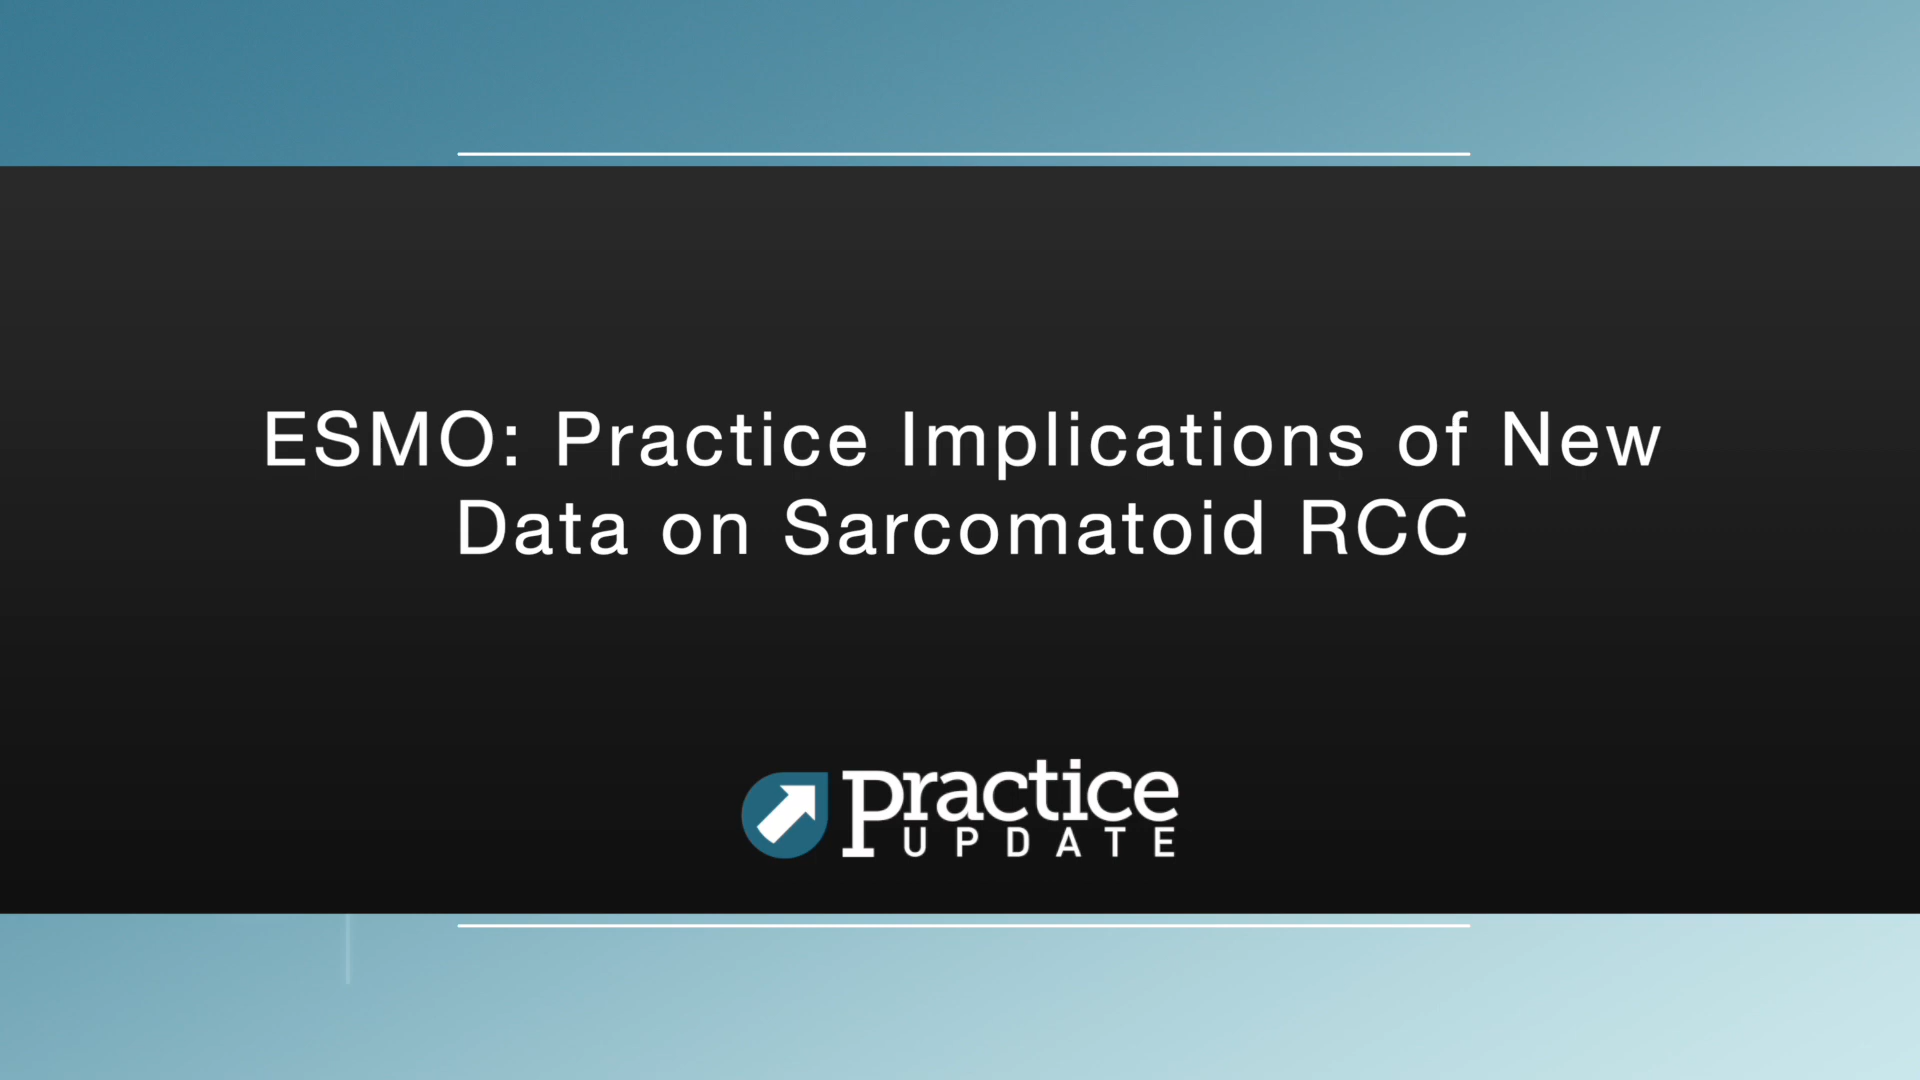 ESMO: Practice Implications of New
Data on Sarcomatoid RCC
Practice
UPDATE